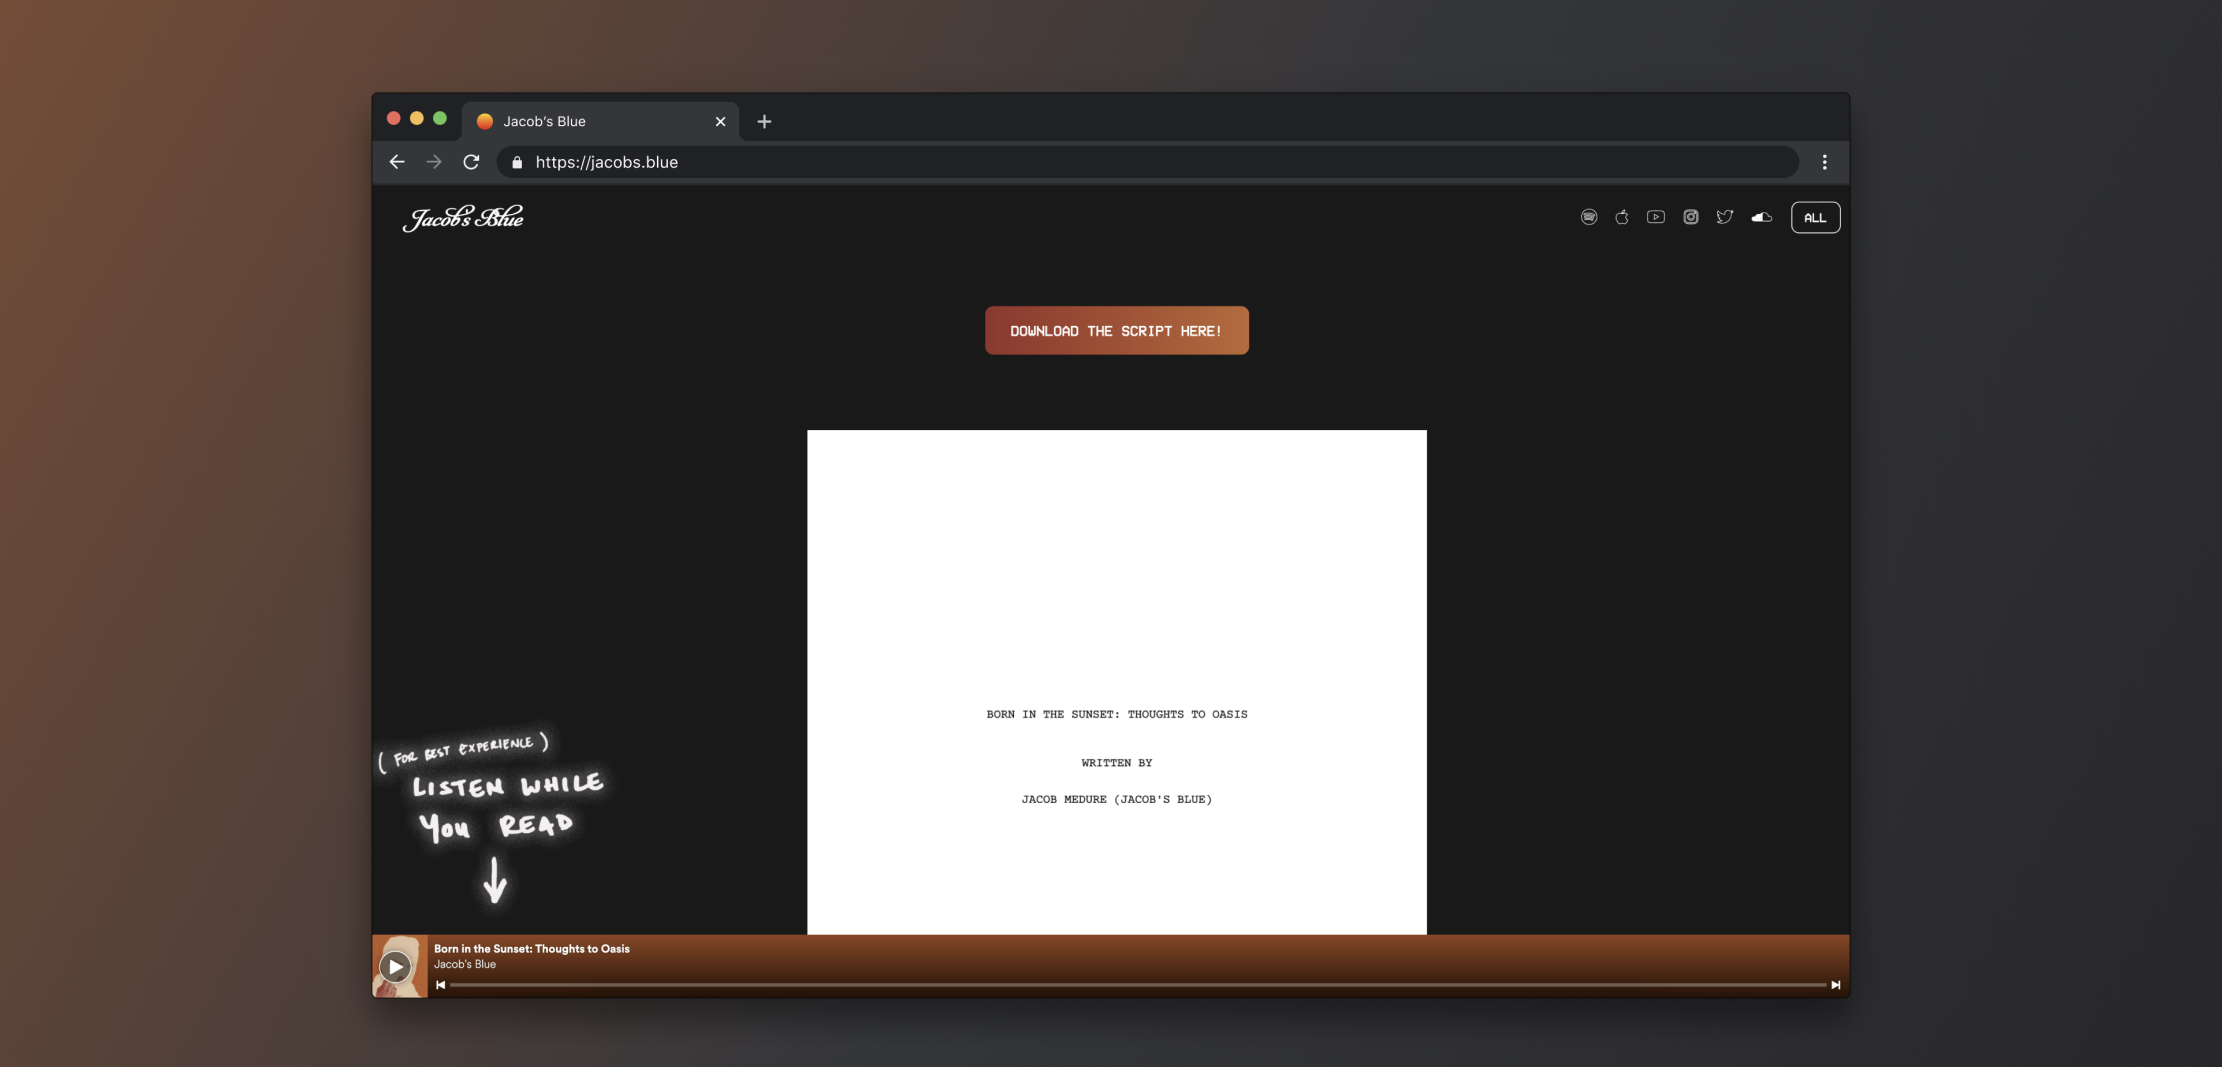 Jacob's Blue
https://jacobs.blue
Jacob's Blue
ALL
DOWNLOAD THE SCRIPT HERE!
BORN IN THE SUNSET: THOUGHTS TO OASIS
WRITTEN BY
JACOB MEDURE (JACOB'S BLUE)
(FOR BEST EXPERIENCE)
LISTEN WHILE
YOU READ
Born in the Sunset: Thoughts to Oasis
Jacob's Blue